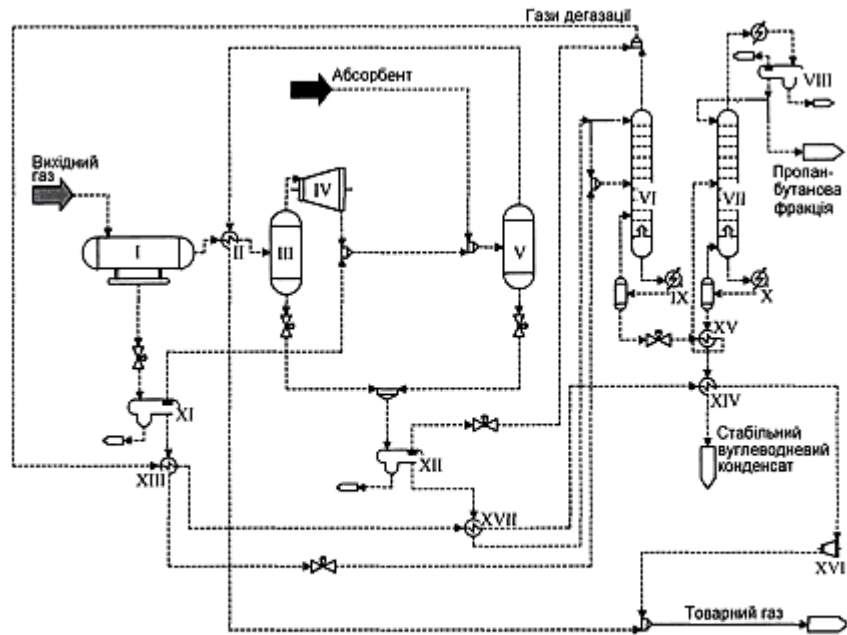 Гази дегазації
Абсорбент
VIII
Вихідний
газ
IV
Пропан-
бутанова
фракція
VI
VII
I
II
III
V
IX
X
XV
XI
XIV
XII
Стабільний
вуглеводневий
конденсат
XIII
XVII
XVI
Товарний газ